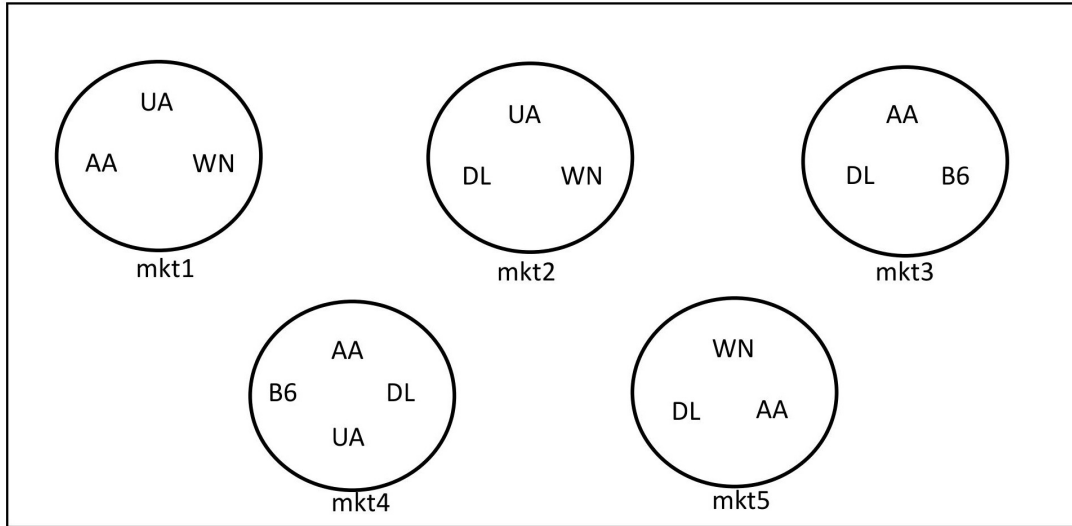 UA
AA WN
mkt1
UA
DL WN
mkt2
AA
DL B6
mkt3
AA
B6 DL
UA
mkt4
WN
DL AA
mkt5